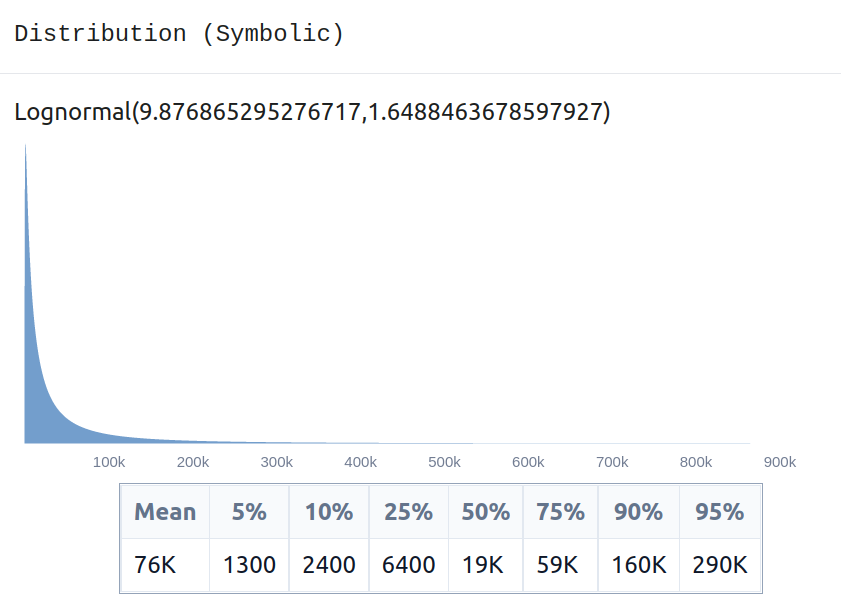 Distribution (Symbolic)
Lognormal(9.876865295276717,1.6488463678597927)
100k 200k 300k 400k 500k 600k 700k 800k 900k
Mean 5% 10% 25% 50% 75% 90% 95%
76K 1300 2400 6400 19K 59K 160K 290K